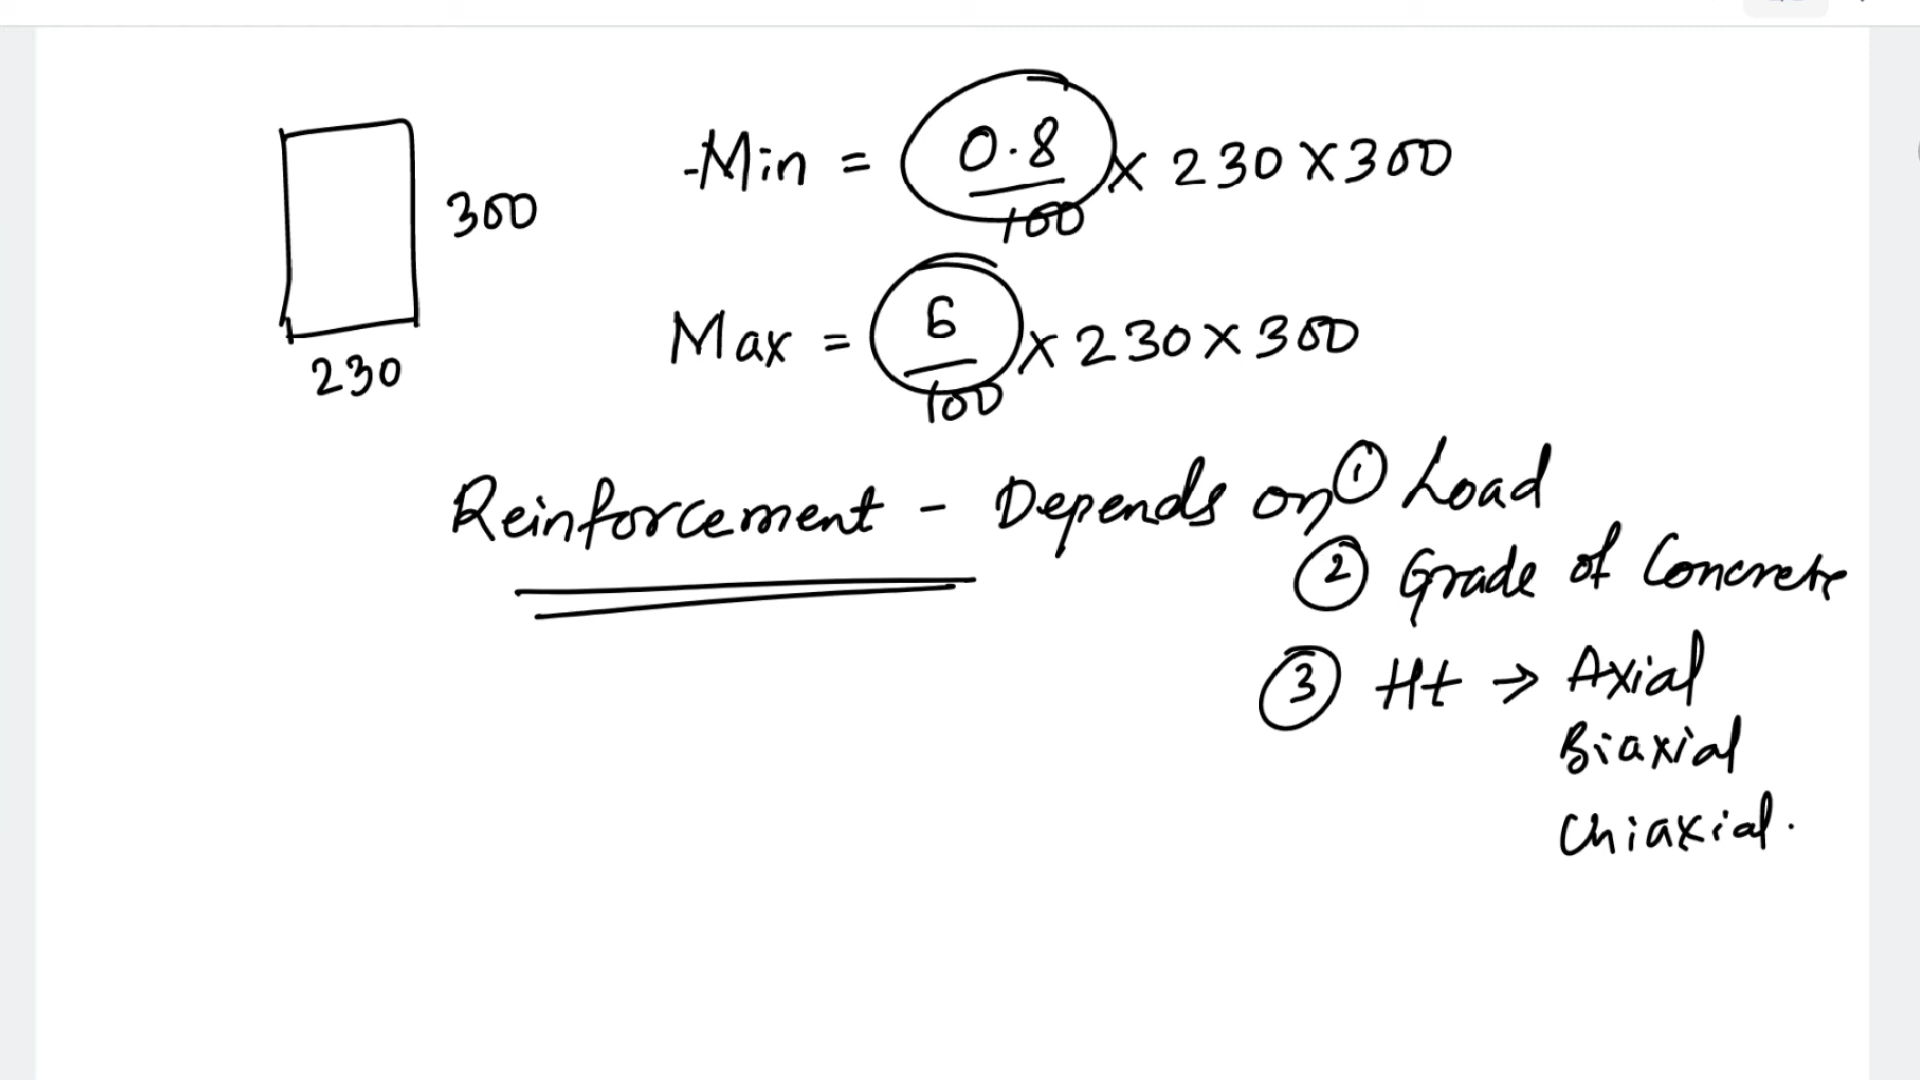 300
230
-Min = 0.8/100 × 230 × 300
Max = 6/100 × 230 × 300
Reinforcement - Depends on ① Load
② Grade of Concrete
③ Ht → Axial
Biaxial
Uniaxial.